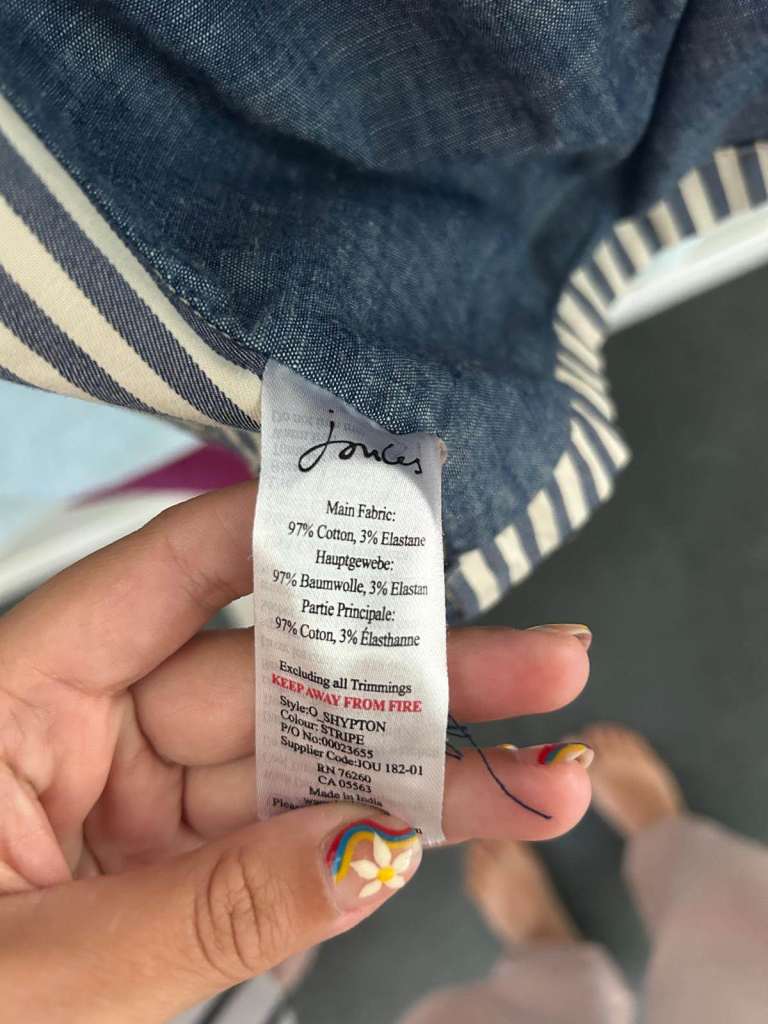 Joules
Main Fabric:
97% Cotton, 3% Elastane
Hauptgewebe:
97% Baumwolle, 3% Elastan
Partie Principale:
97% Coton, 3% Élasthanne
Excluding all Trimmings
KEEP AWAY FROM FIRE
Style:O_SHYPTON
Colour: STRIPE
P/O No:00023655
Supplier Code:JOU 182-01
RN 76260
CA 05563
Made in India